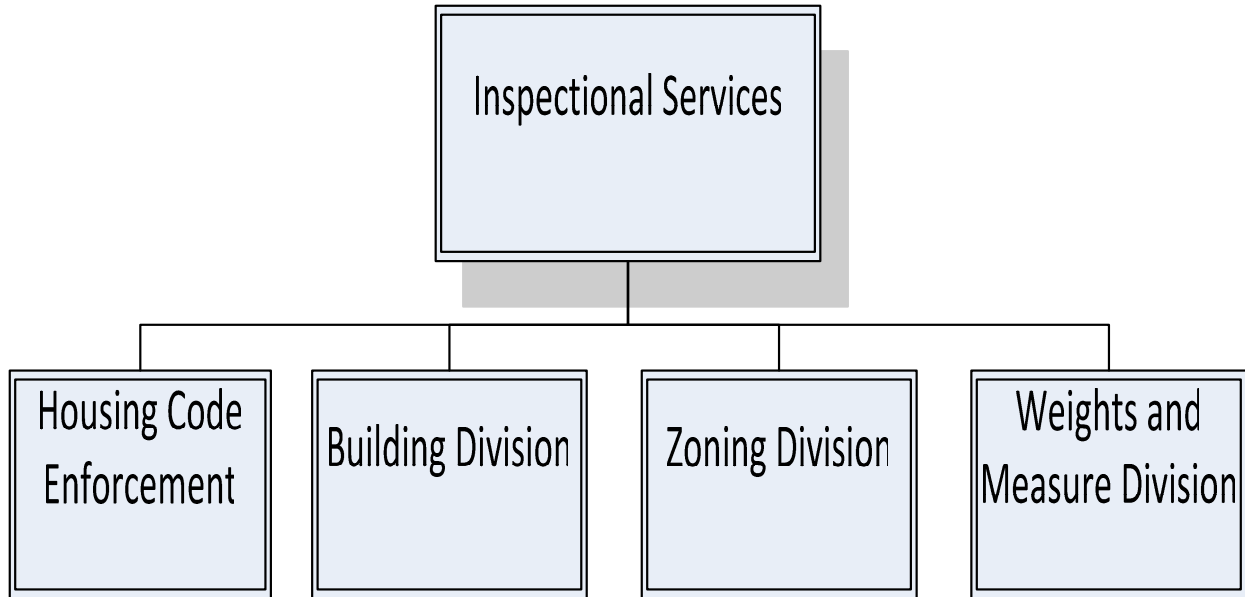 Inspectional Services
Housing Code
Enforcement
Building Division
Zoning Division
Weights and
Measure Division